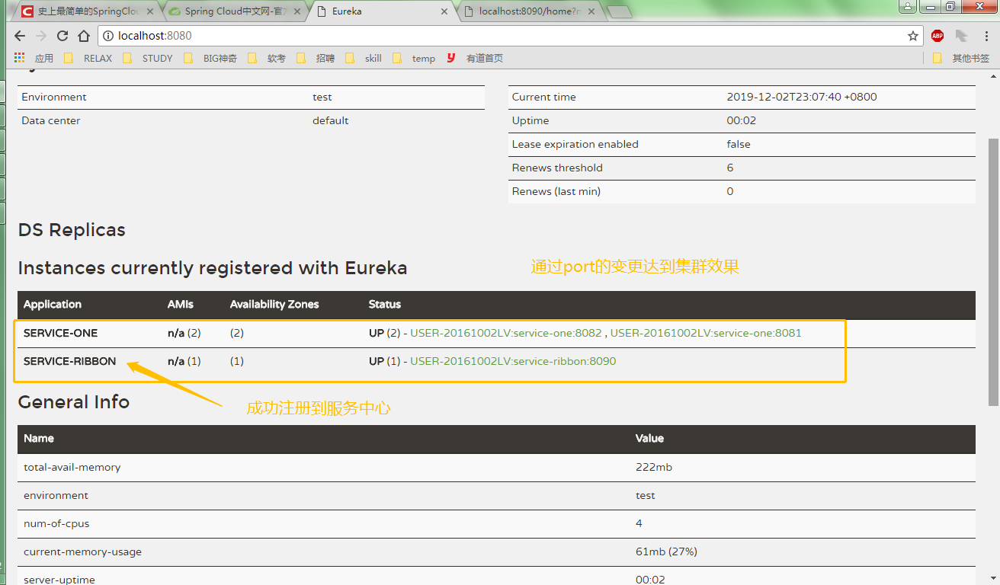 史上最简单的SpringClou
Spring Cloud中文网-官方
Eureka
localhost:8090/home?n
localhost:8080
ABP
应用 RELAX STUDY BIG神奇 软考 招聘 skill temp 有道首页 其他书签
Environment test
Data center default
Current time 2019-12-02T23:07:40 +0800
Uptime 00:02
Lease expiration enabled false
Renews threshold 6
Renews (last min) 0
DS Replicas
Instances currently registered with Eureka
通过port的变更达到集群效果
Application AMIs Availability Zones Status
SERVICE-ONE n/a (2) (2) UP (2) - USER-20161002LV:service-one:8082 , USER-20161002LV:service-one:8081
SERVICE-RIBBON n/a (1) (1) UP (1) - USER-20161002LV:service-ribbon:8090
General Info
成功注册到服务中心
Name Value
total-avail-memory 222mb
environment test
num-of-cpus 4
current-memory-usage 61mb (27%)
server-uptime 00:02